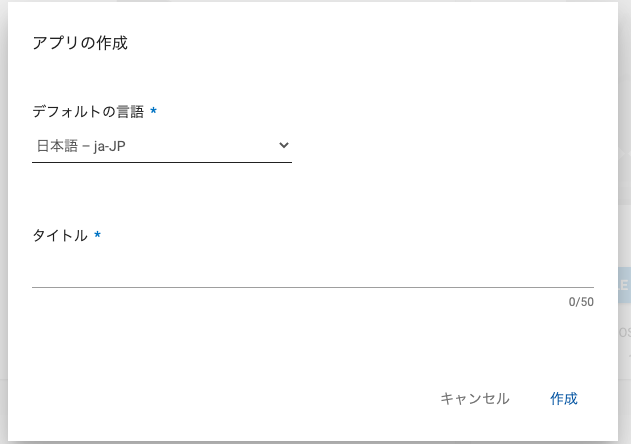 アプリの作成
デフォルトの言語 *
日本語 – ja-JP
タイトル *
0/50
キャンセル
作成